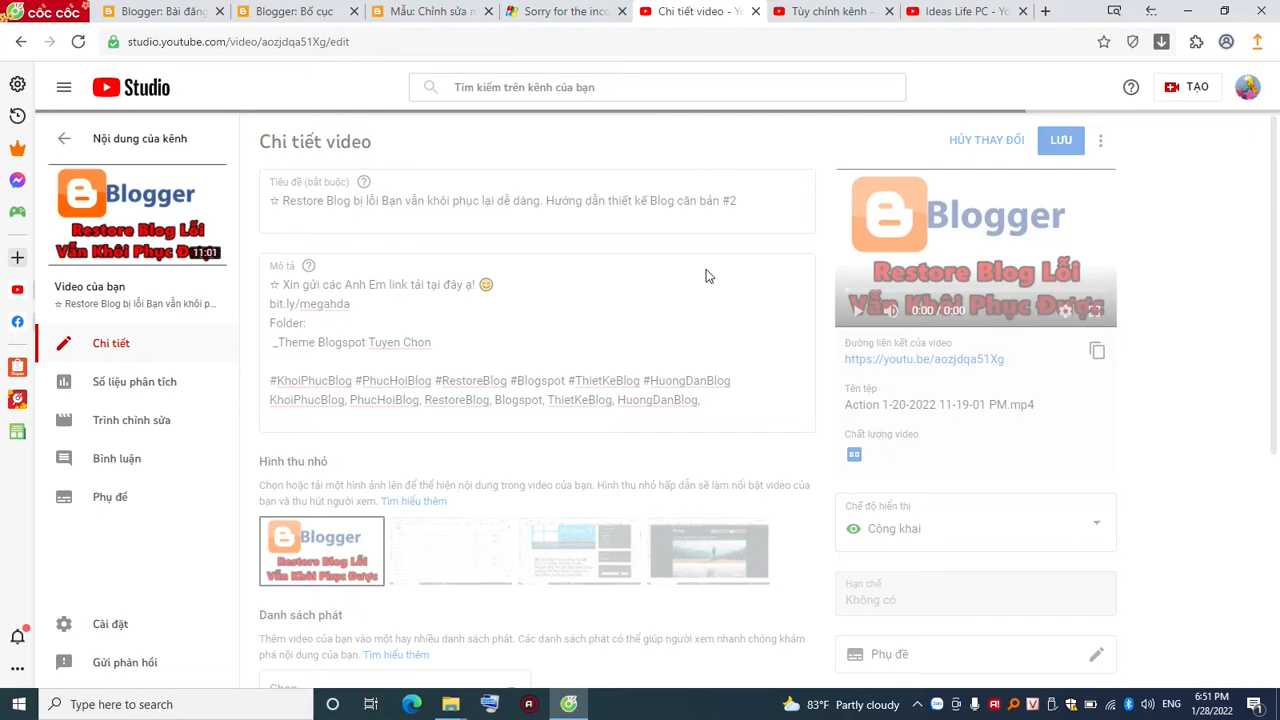 CỐC CỐC
Blogger: Bài đăng
Blogger: Bố cục
Mẫu: Chính
Sorry for the inco
Chi tiết video - Y
Tùy chỉnh kênh -
Ideas Life PC - Yo
studio.youtube.com/video/aozjdqa51Xg/edit
Studio
Tìm kiếm trên kênh của bạn
TẠO
Nội dung của kênh
Blogger
Restore Blog Lỗi
Vẫn Khôi Phục Được
11:01
Video của bạn
☆ Restore Blog bị lỗi Bạn vẫn khôi p...
Chi tiết
Số liệu phân tích
Trình chỉnh sửa
Bình luận
Phụ đề
Cài đặt
Gửi phản hồi
Chi tiết video
HỦY THAY ĐỔI
LƯU
Tiêu đề (bắt buộc)
☆ Restore Blog bị lỗi Bạn vẫn khôi phục lại dễ dàng. Hướng dẫn thiết kế Blog căn bản #2
Mô tả
☆ Xin gửi các Anh Em link tải tại đây ạ! 😊
bit.ly/megahda
Folder:
_Theme Blogspot Tuyen Chon
#KhoiPhucBlog #PhucHoiBlog #RestoreBlog #Blogspot #ThietKeBlog #HuongDanBlog
KhoiPhucBlog, PhucHoiBlog, RestoreBlog, Blogspot, ThietKeBlog, HuongDanBlog,
Hình thu nhỏ
Chọn hoặc tải một hình ảnh lên để thể hiện nội dung trong video của bạn. Hình thu nhỏ hấp dẫn sẽ làm nổi bật video
của bạn và thu hút người xem. Tìm hiểu thêm
Blogger
Restore Blog Lỗi
Vẫn Khôi Phục Được
Danh sách phát
Thêm video của bạn vào một hay nhiều danh sách phát. Các danh sách phát có thể giúp người xem nhanh chóng khám
phá nội dung của bạn. Tìm hiểu thêm
Chọn
Blogger
Restore Blog Lỗi
Vẫn Khôi Phục Được
0:00 / 0:00
Đường liên kết của video
https://youtu.be/aozjdqa51Xg
Tên tệp
Action 1-20-2022 11-19-01 PM.mp4
Chất lượng video
SD
Chế độ hiển thị
Công khai
Hạn chế
Không có
Phụ đề
Type here to search
83°F Partly cloudy
ENG
6:51 PM
1/28/2022